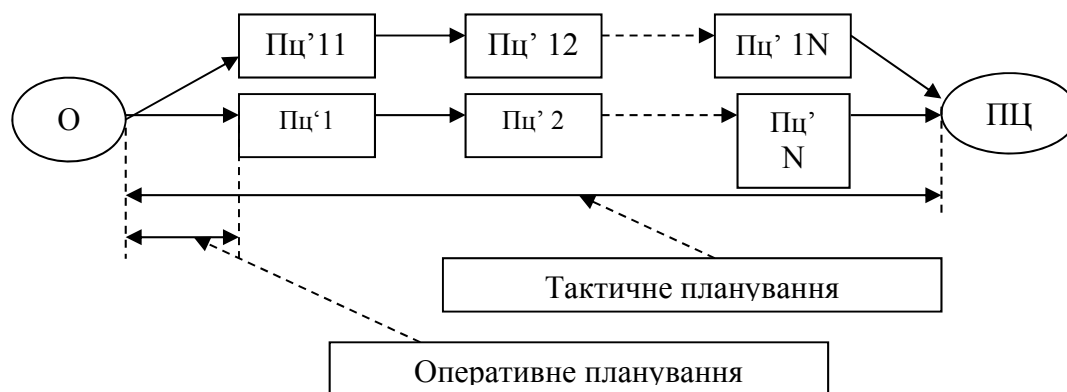 Пц’11
Пц’ 12
Пц’ 1N
О
Пц‘1
Пц’ 2
Пц’
N
ПЦ
Тактичне планування
Оперативне планування